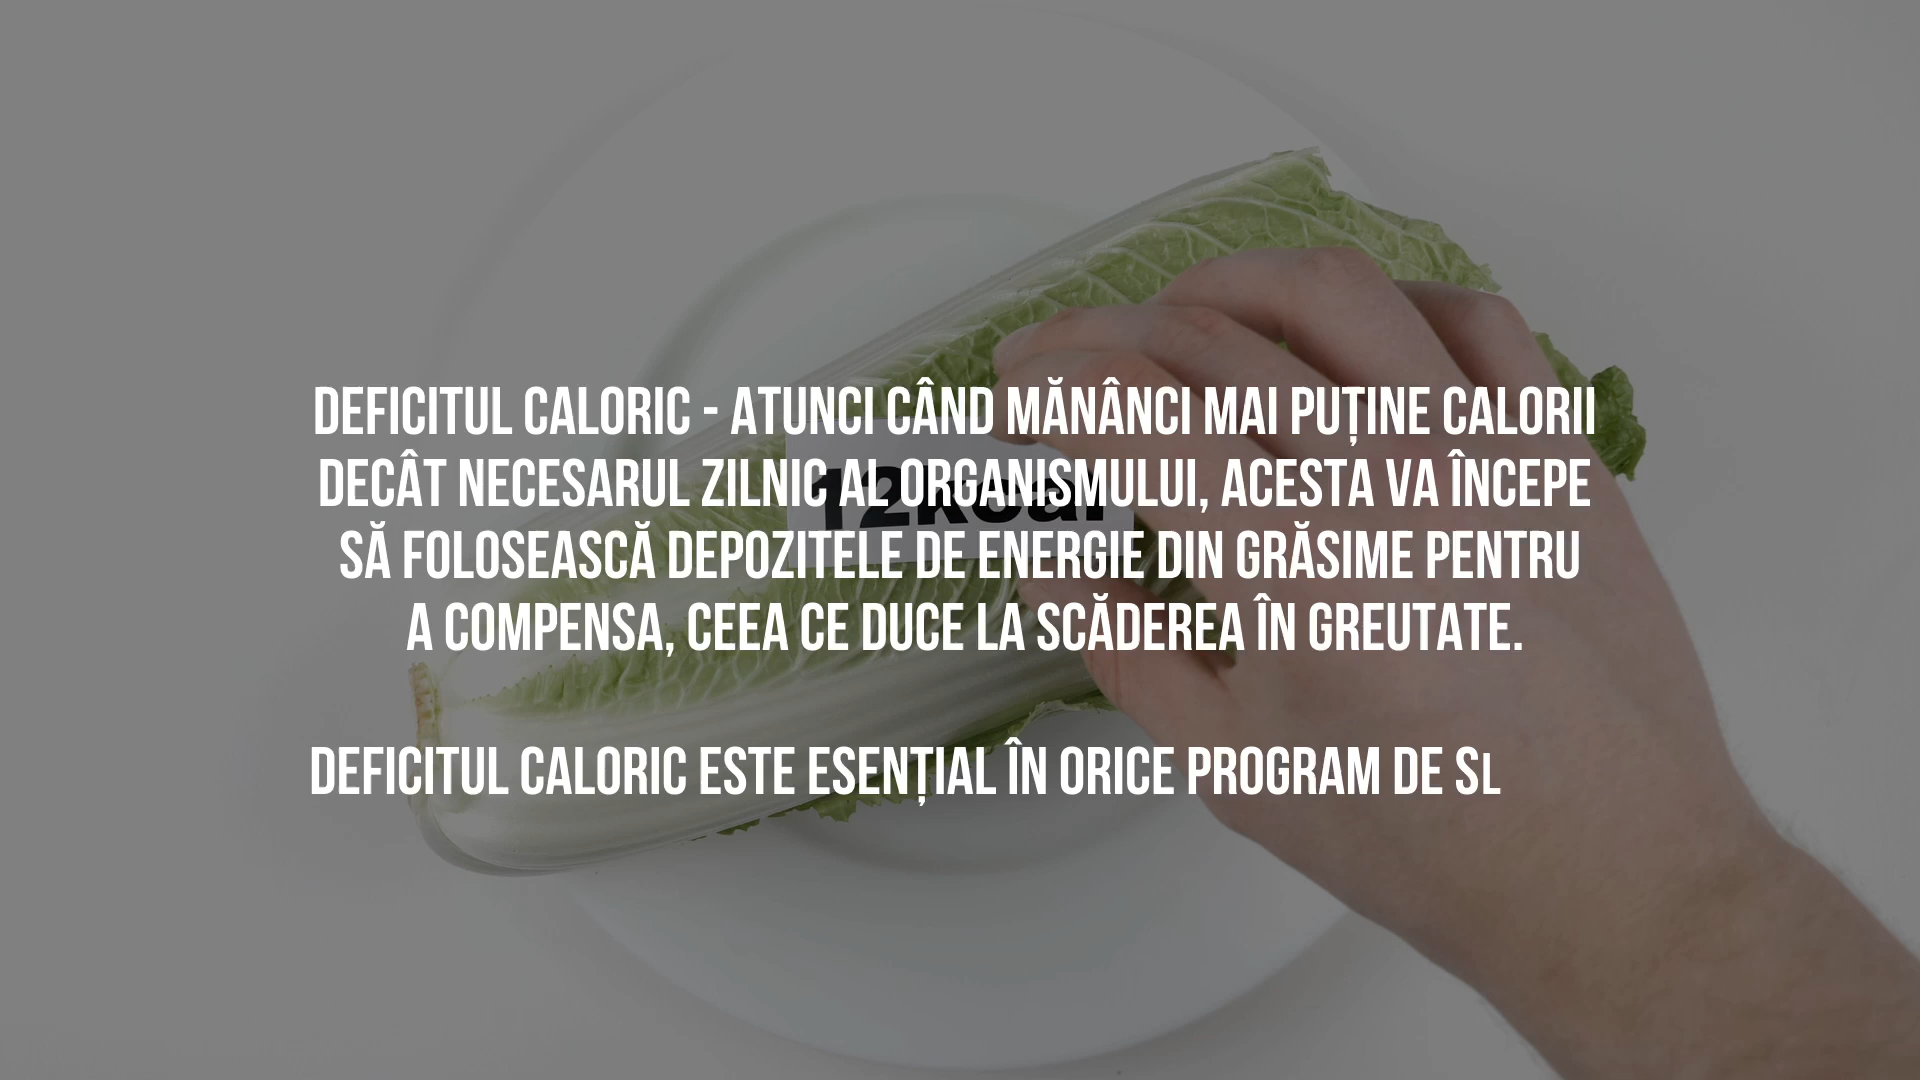 DEFICITUL CALORIC - ATUNCI CÂND MĂNÂNCI MAI PUȚINE CALORII
DECÂT NECESARUL ZILNIC AL ORGANISMULUI, ACESTA VA ÎNCEPE
SĂ FOLOSEASCĂ DEPOZITELE DE ENERGIE DIN GRĂSIME PENTRU
A COMPENSA, CEEA CE DUCE LA SCĂDEREA ÎN GREUTATE.
12kcal
DEFICITUL CALORIC ESTE ESENȚIAL ÎN ORICE PROGRAM DE SL